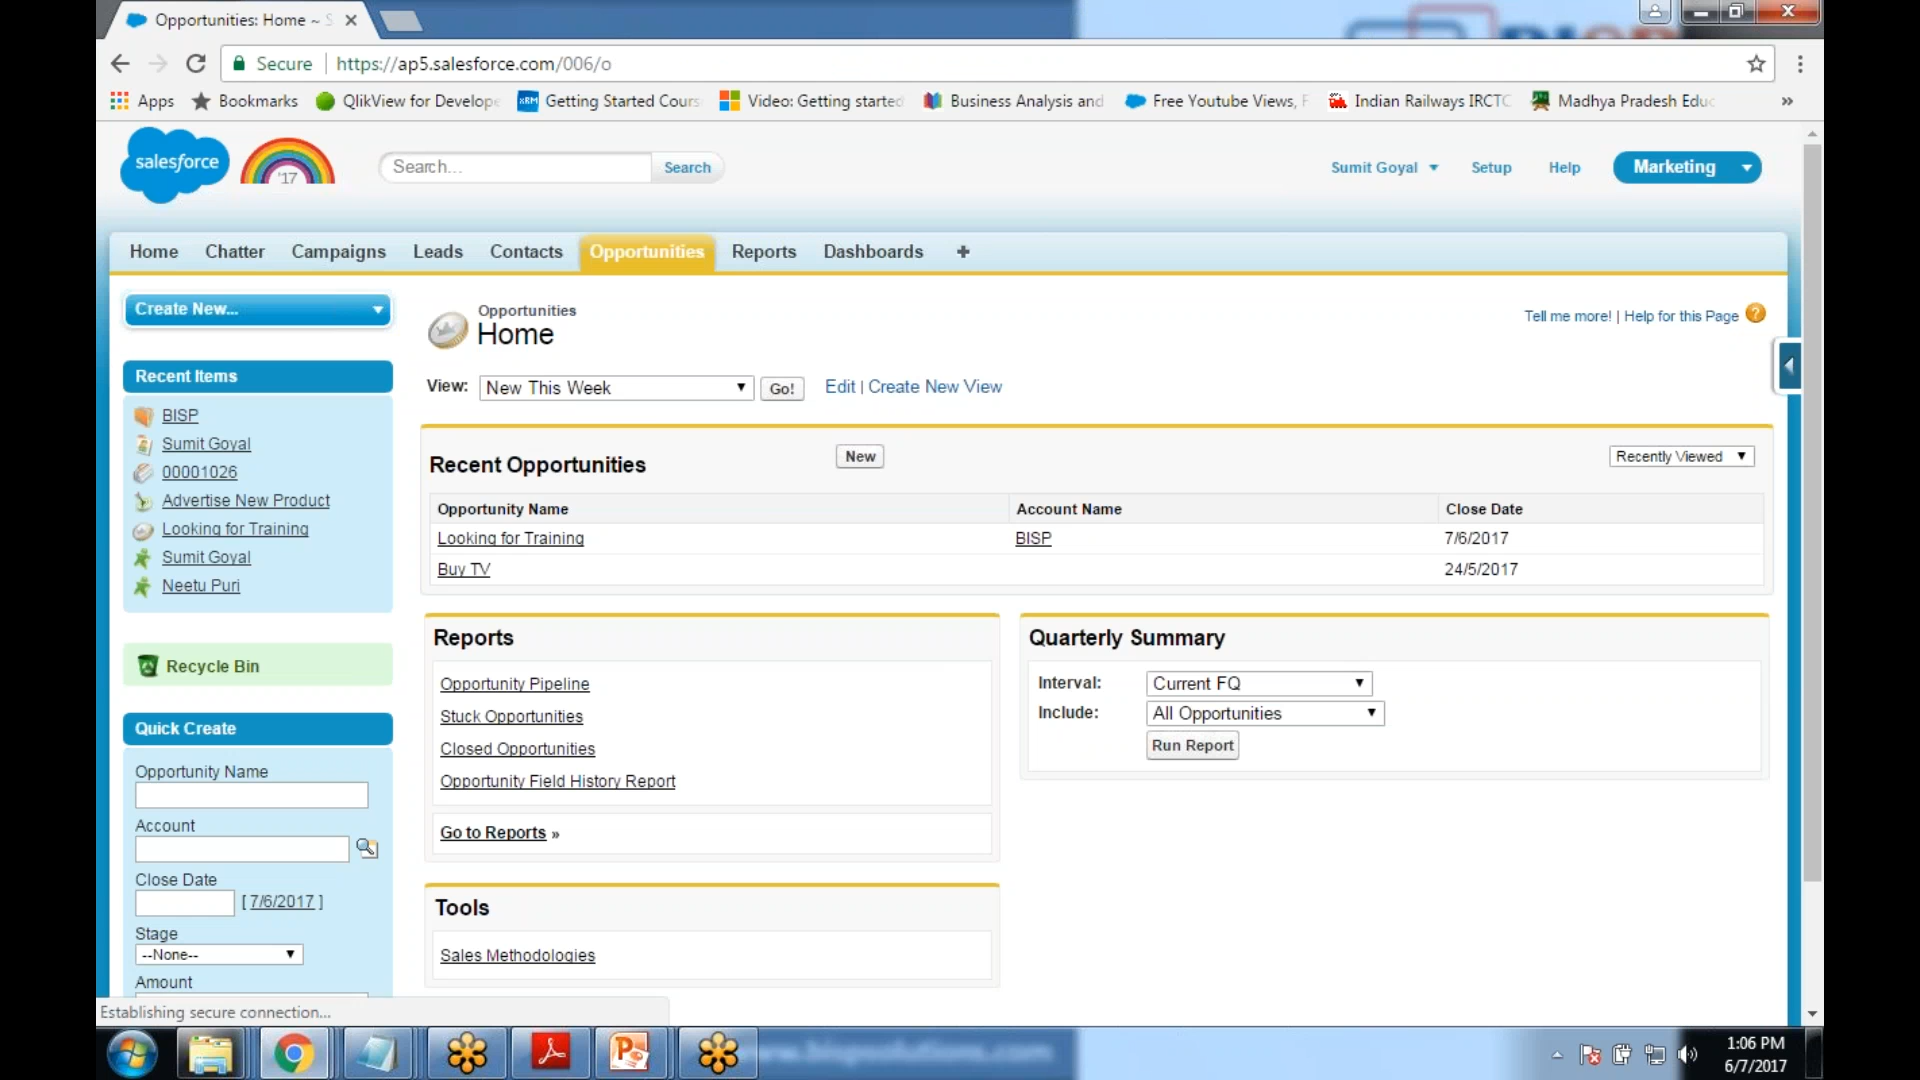 Opportunities: Home ~ S
Secure https://ap5.salesforce.com/006/o
Apps Bookmarks QlikView for Develope Getting Started Cours Video: Getting started Business Analysis and Free Youtube Views, F Indian Railways IRCTC Madhya Pradesh Educ »
salesforce '17 Search... Search Sumit Goyal Setup Help Marketing
Home Chatter Campaigns Leads Contacts Opportunities Reports Dashboards +
Create New...
Opportunities
Home
Tell me more! | Help for this Page ?
View: New This Week Go! Edit | Create New View
Recent Items
BISP
Sumit Goyal
00001026
Advertise New Product
Looking for Training
Sumit Goyal
Neetu Puri
Recycle Bin
Recent Opportunities New Recently Viewed
Opportunity Name Account Name Close Date
Looking for Training BISP 7/6/2017
Buy TV 24/5/2017
Reports
Opportunity Pipeline
Stuck Opportunities
Closed Opportunities
Opportunity Field History Report
Go to Reports »
Quarterly Summary
Interval: Current FQ
Include: All Opportunities
Run Report
Tools
Sales Methodologies
Quick Create
Opportunity Name
Account
Close Date
[ 7/6/2017 ]
Stage
--None--
Amount
Establishing secure connection...
1:06 PM
6/7/2017